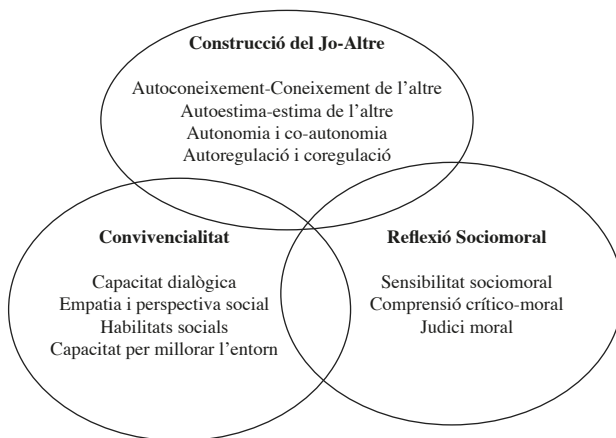 Construcció del Jo-Altre
Autoconeixement-Coneixement de l’altre
Autoestima-estima de l’altre
Autonomia i co-autonomia
Autoregulació i coregulació
Convivencialitat
Capacitat dialògica
Empatia i perspectiva social
Habilitats socials
Capacitat per millorar l’entorn
Reflexió Sociomoral
Sensibilitat sociomoral
Comprensió crítico-moral
Judici moral